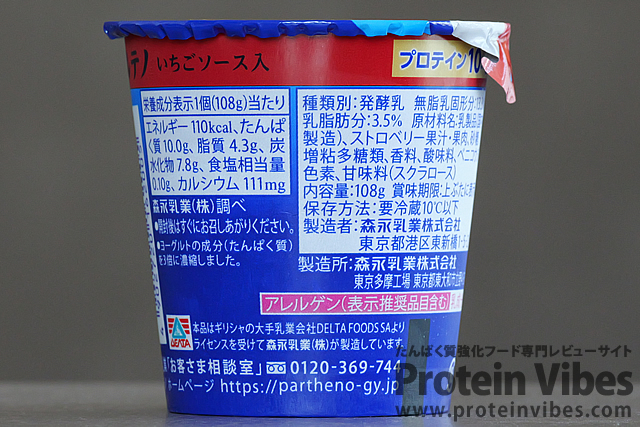 テノ いちごソース入
プロテイン10
栄養成分表示1個(108g)当たり
エネルギー 110kcal、たんぱ
く質 10.0g、脂質 4.3g、炭
水化物 7.8g、食塩相当量
0.10g、カルシウム 111mg
森永乳業(株)調べ
●開封後はすぐにお召しあがりください。
●ヨーグルトの成分(たんぱく質)
を3倍に濃縮しました。
種類別:発酵乳 無脂乳固形分:
乳脂肪分:3.5% 原材料名:乳製品
製造)、ストロベリー果汁・果肉、砂糖
増粘多糖類、香料、酸味料、ベニコウ
色素、甘味料(スクラロース)
内容量:108g 賞味期限:上ぶたに
保存方法:要冷蔵10℃以下
製造者:森永乳業株式会社
東京都港区東新橋1-5
製造所:森永乳業株式会社
東京多摩工場 東京都東大和市
アレルゲン(表示推奨品目含む)
DELTA
本品はギリシャの大手乳業会社DELTA FOODS SAより
ライセンスを受けて森永乳業(株)が製造しています。
「お客さま相談室」 0120-369-744
ホームページ https://partheno-gy.jp
たんぱく質強化フード専門レビューサイト
Protein Vibes
www.proteinvibes.com